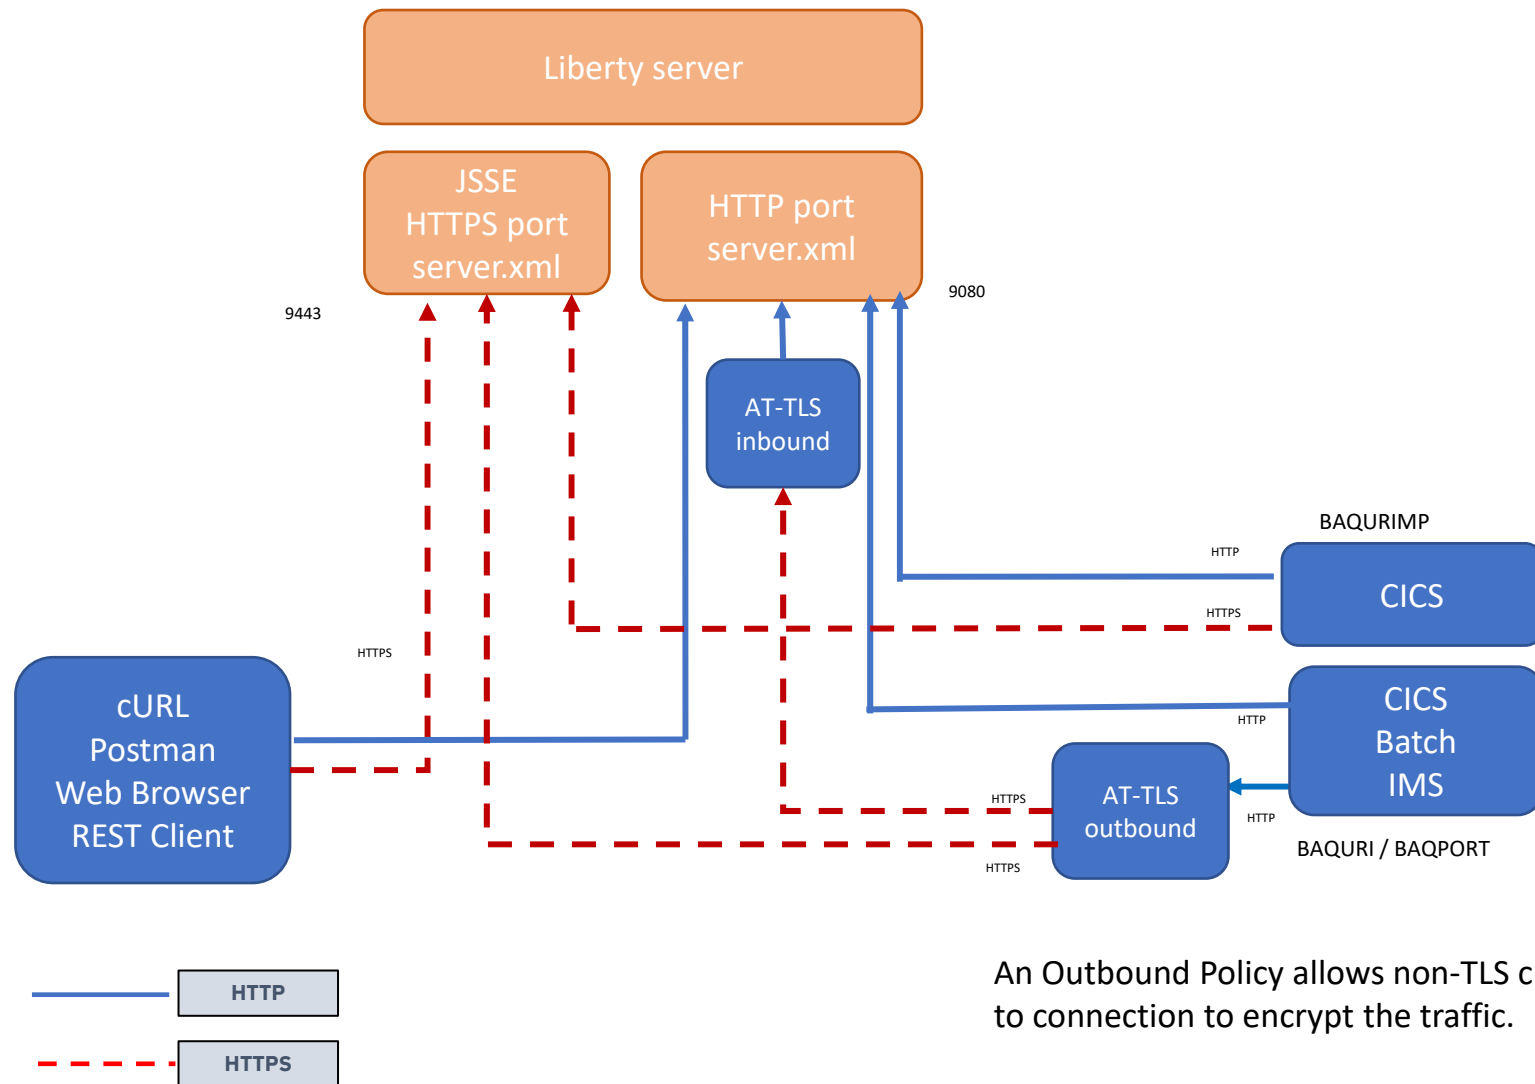 Liberty server
JSSE
HTTPS port
server.xml
HTTP port
server.xml
9443
9080
AT-TLS
inbound
BAQURIMP
HTTP
CICS
HTTPS
HTTPS
cURL
Postman
Web Browser
REST Client
CICS
Batch
IMS
HTTP
AT-TLS
outbound
HTTPS
HTTP
HTTPS
BAQURI / BAQPORT
HTTP
HTTPS
An Outbound Policy allows non-TLS c
to connection to encrypt the traffic.